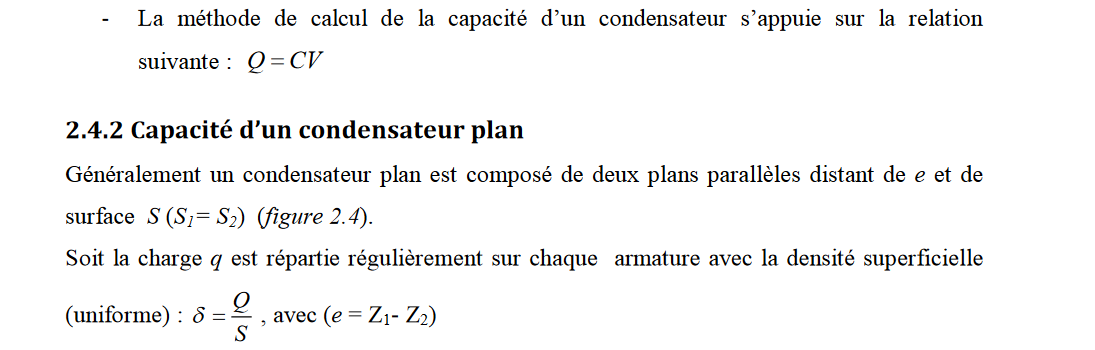 - La méthode de calcul de la capacité d’un condensateur s’appuie sur la relation
suivante : Q = CV
2.4.2 Capacité d’un condensateur plan
Généralement un condensateur plan est composé de deux plans parallèles distant de e et de
surface S (S₁= S₂) (figure 2.4).
Soit la charge q est répartie régulièrement sur chaque armature avec la densité superficielle
(uniforme) : δ = Q/S , avec (e = Z₁- Z₂)